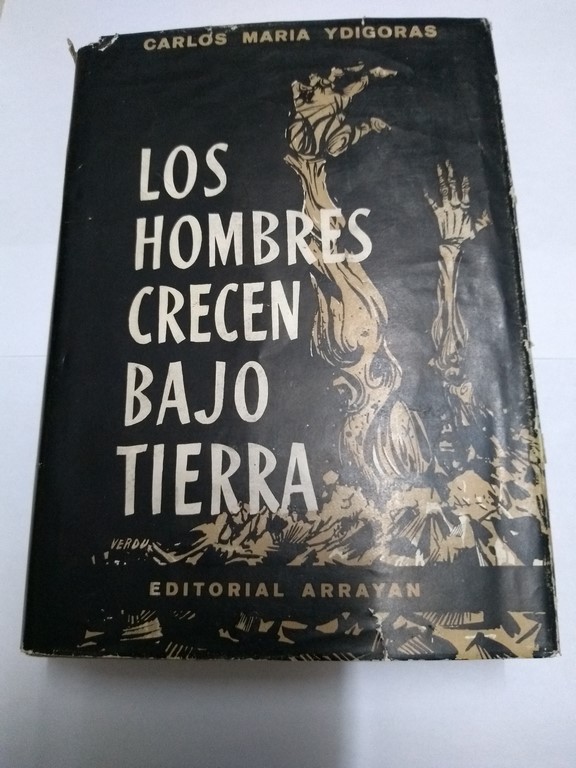 CARLOS MARIA YDIGORAS
LOS
HOMBRES
CRECEN
BAJO
TIERRA
VERDU
EDITORIAL ARRAYAN